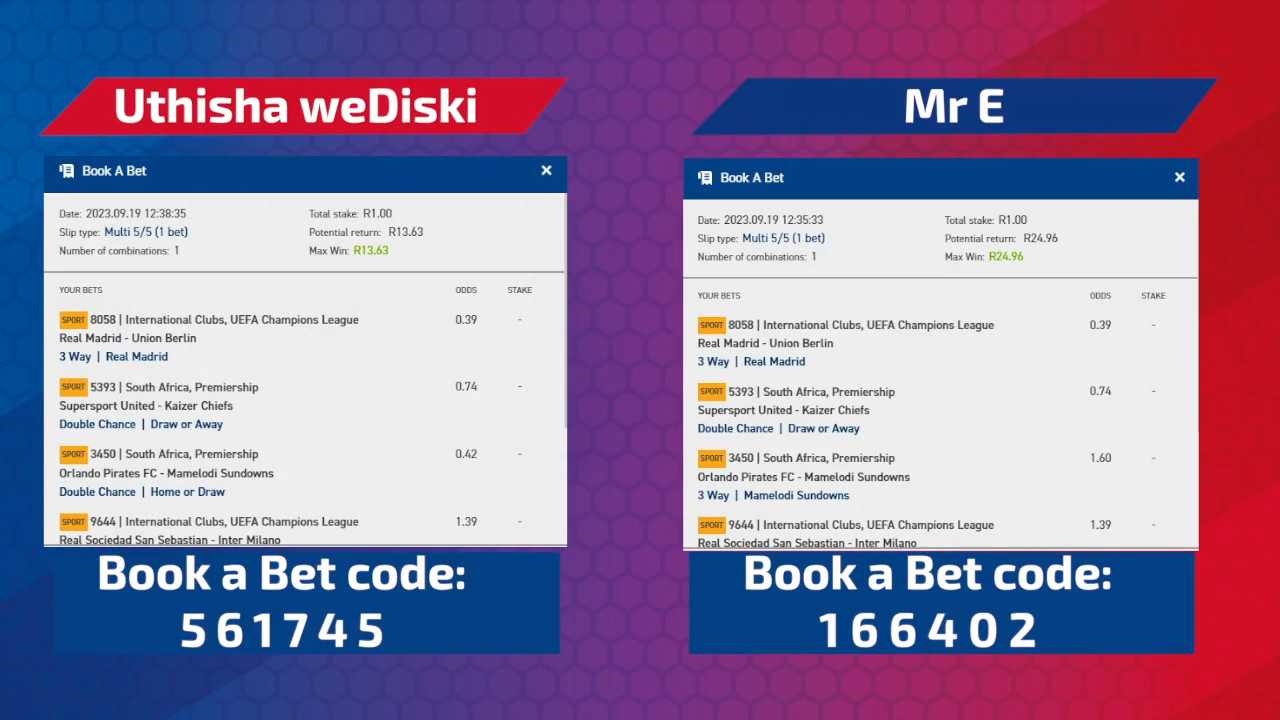 Uthisha weDiski
Book A Bet
Date: 2023.09.19 12:38:35
Total stake: R1.00
Slip type: Multi 5/5 (1 bet)
Potential return: R13.63
Number of combinations: 1
Max Win: R13.63
YOUR BETS ODDS STAKE
SPORT 8058 | International Clubs, UEFA Champions League 0.39 -
Real Madrid - Union Berlin
3 Way | Real Madrid
SPORT 5393 | South Africa, Premiership 0.74 -
Supersport United - Kaizer Chiefs
Double Chance | Draw or Away
SPORT 3450 | South Africa, Premiership 0.42 -
Orlando Pirates FC - Mamelodi Sundowns
Double Chance | Home or Draw
SPORT 9644 | International Clubs, UEFA Champions League 1.39 -
Real Sociedad San Sebastian - Inter Milano
Book a Bet code:
561745
Mr E
Book A Bet
Date: 2023.09.19 12:35:33
Total stake: R1.00
Slip type: Multi 5/5 (1 bet)
Potential return: R24.96
Number of combinations: 1
Max Win: R24.96
YOUR BETS ODDS STAKE
SPORT 8058 | International Clubs, UEFA Champions League 0.39 -
Real Madrid - Union Berlin
3 Way | Real Madrid
SPORT 5393 | South Africa, Premiership 0.74 -
Supersport United - Kaizer Chiefs
Double Chance | Draw or Away
SPORT 3450 | South Africa, Premiership 1.60 -
Orlando Pirates FC - Mamelodi Sundowns
3 Way | Mamelodi Sundowns
SPORT 9644 | International Clubs, UEFA Champions League 1.39 -
Real Sociedad San Sebastian - Inter Milano
Book a Bet code:
166402